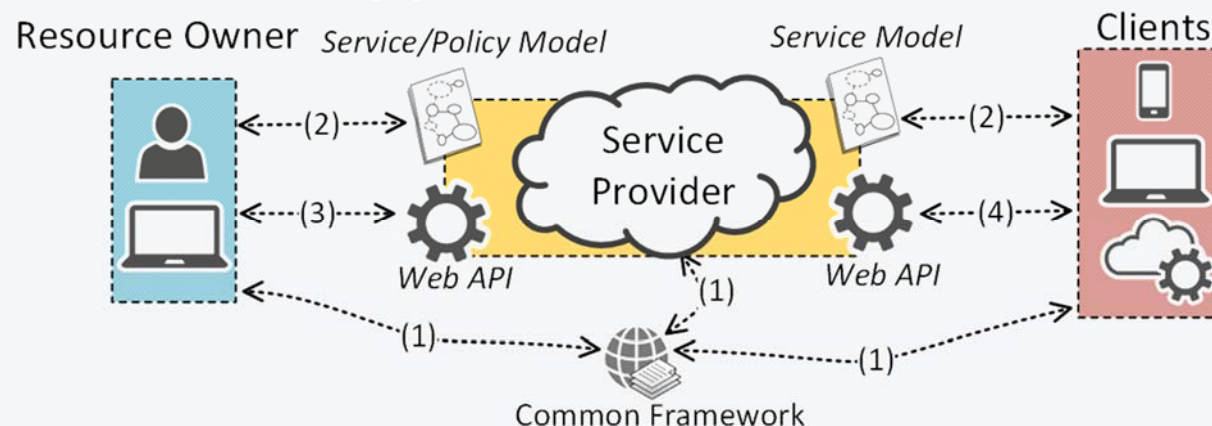 Resource Owner
Service/Policy Model
Service Model
Clients
(2)
(2)
Service
Provider
(3)
(4)
Web API
Web API
(1)
(1)
(1)
Common Framework